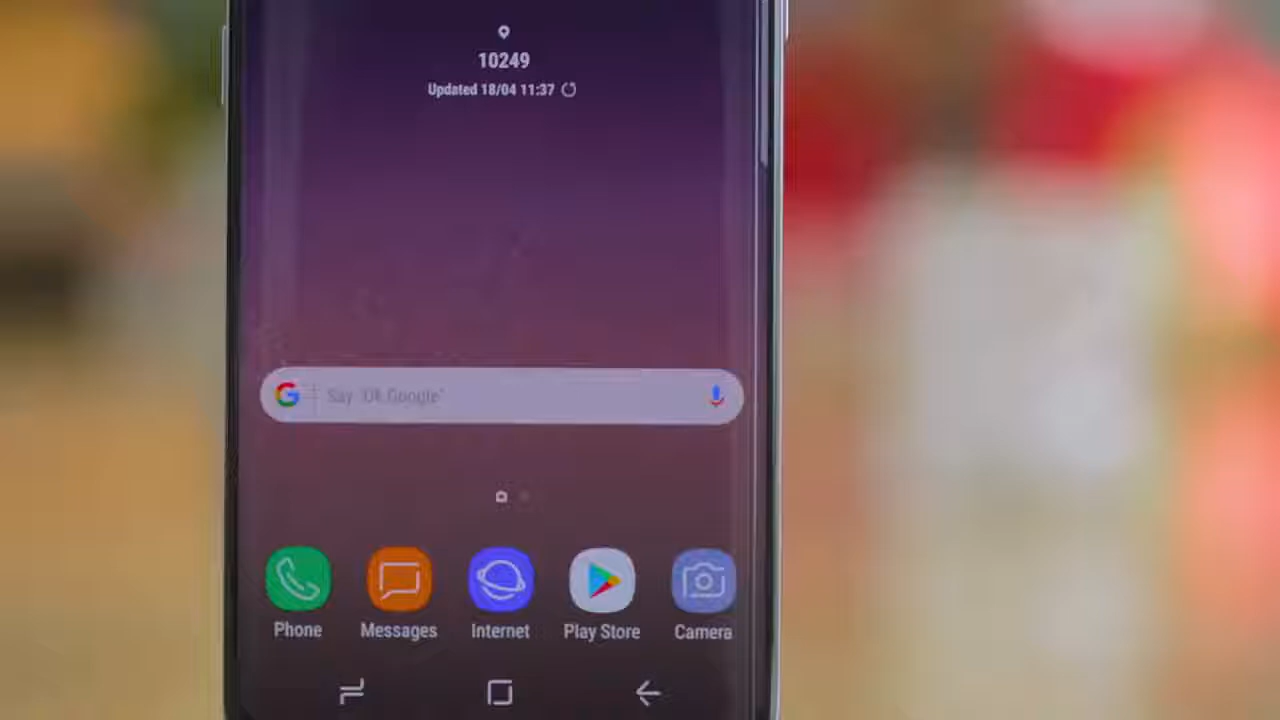 10249
Updated 18/04 11:37
Say "OK Google"
Phone
Messages
Internet
Play Store
Camera